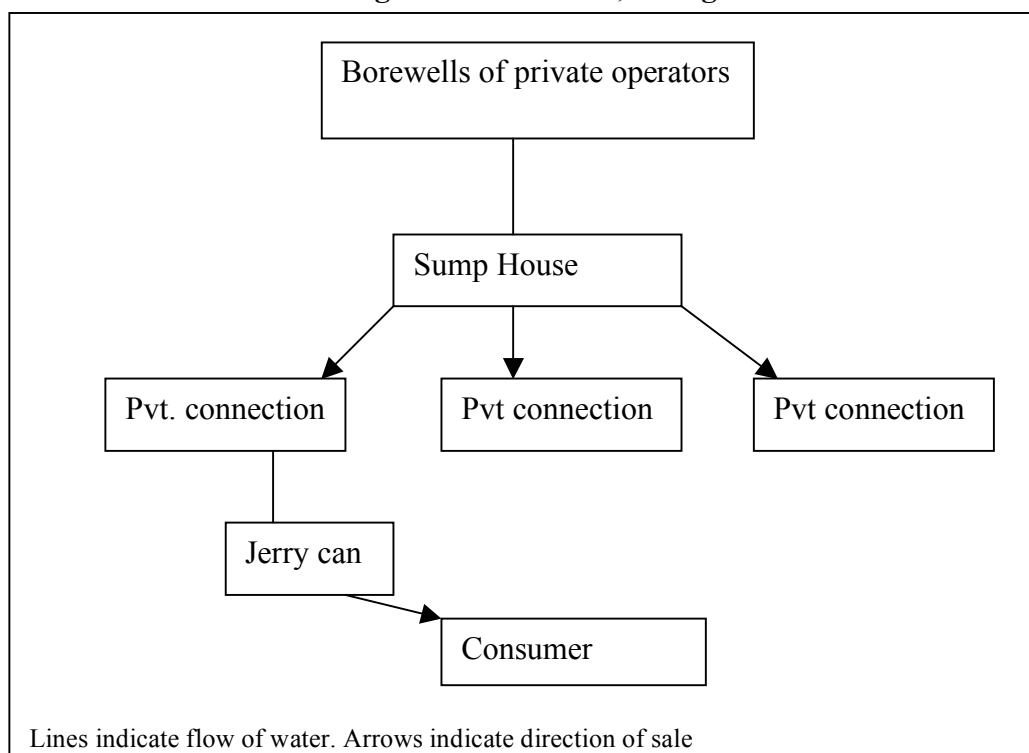 Borewells of private operators
Sump House
Pvt. connection
Pvt connection
Pvt connection
Jerry can
Consumer
Lines indicate flow of water. Arrows indicate direction of sale